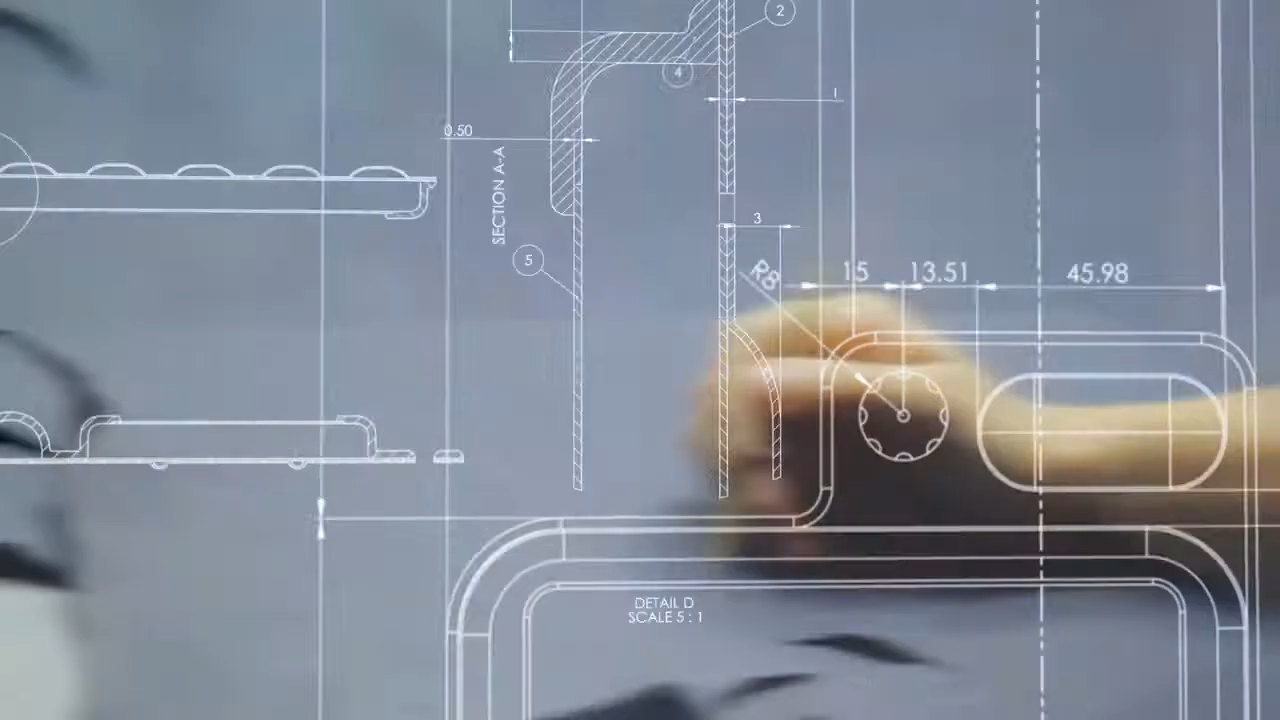 2
4
1
0.50
SECTION A-A
3
5
R8
15
13.51
45.98
DETAIL D
SCALE 5 : 1